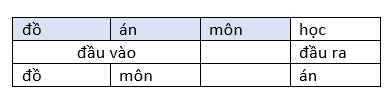 đồ án môn học
đầu vào đầu ra
đồ môn án